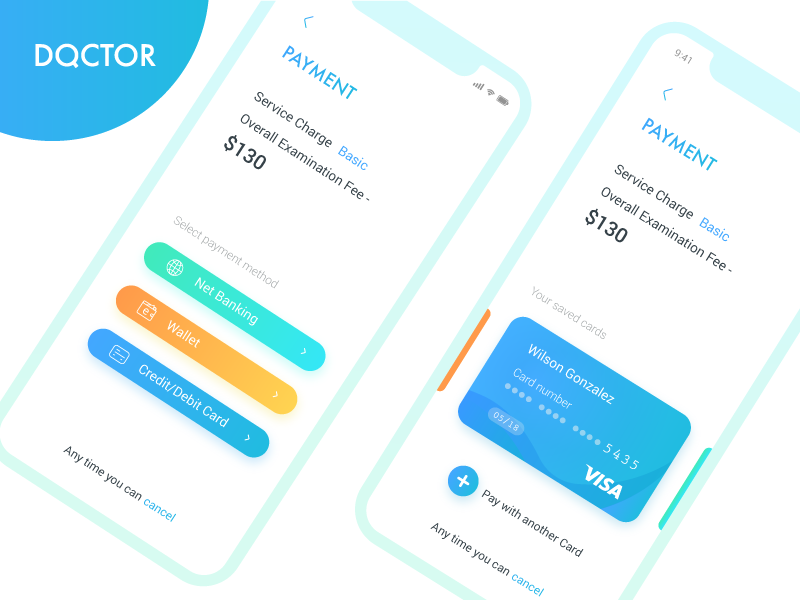 DOCTOR
PAYMENT
Service Charge Basic
Overall Examination Fee -
$130
Select payment method
Net Banking
Wallet
Credit/Debit Card
Any time you can cancel
9:41
PAYMENT
Service Charge Basic
Overall Examination Fee -
$130
Your saved cards
Wilson Gonzalez
Card number
5435
05/18
VISA
Pay with another Card
Any time you can cancel